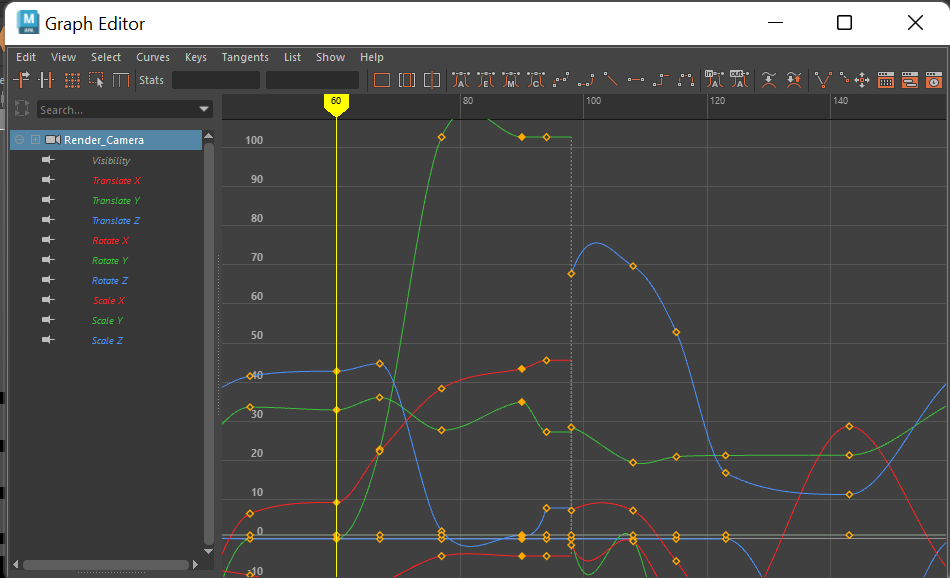 M
Graph Editor
Edit View Select Curves Keys Tangents List Show Help
Stats
Search...
60 80 100 120 140
Render_Camera
Visibility
Translate X
Translate Y
Translate Z
Rotate X
Rotate Y
Rotate Z
Scale X
Scale Y
Scale Z
100
90
80
70
60
50
40
30
20
10
0
-10